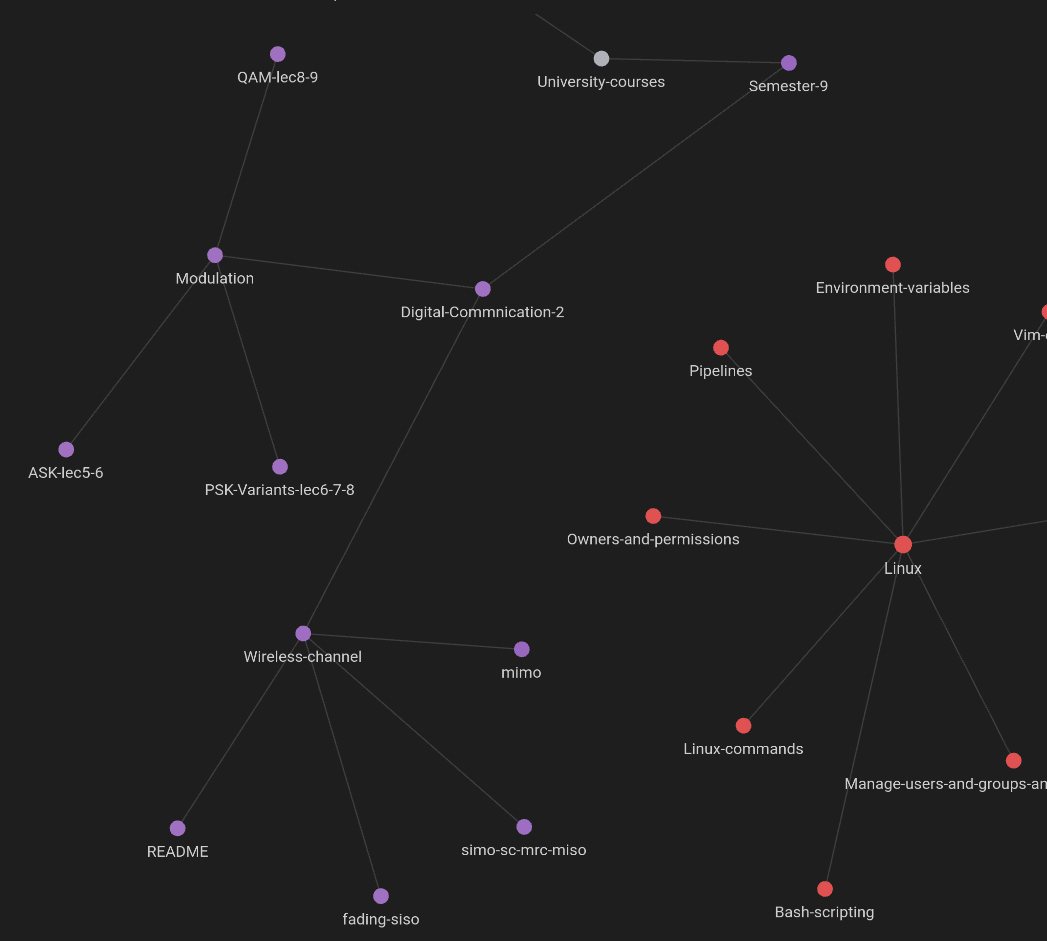 QAM-lec8-9
University-courses
Semester-9
Modulation
Environment-variables
Digital-Commnication-2
Vim-
Pipelines
ASK-lec5-6
PSK-Variants-lec6-7-8
Owners-and-permissions
Linux
Wireless-channel
mimo
Linux-commands
Manage-users-and-groups-an
README
simo-sc-mrc-miso
Bash-scripting
fading-siso